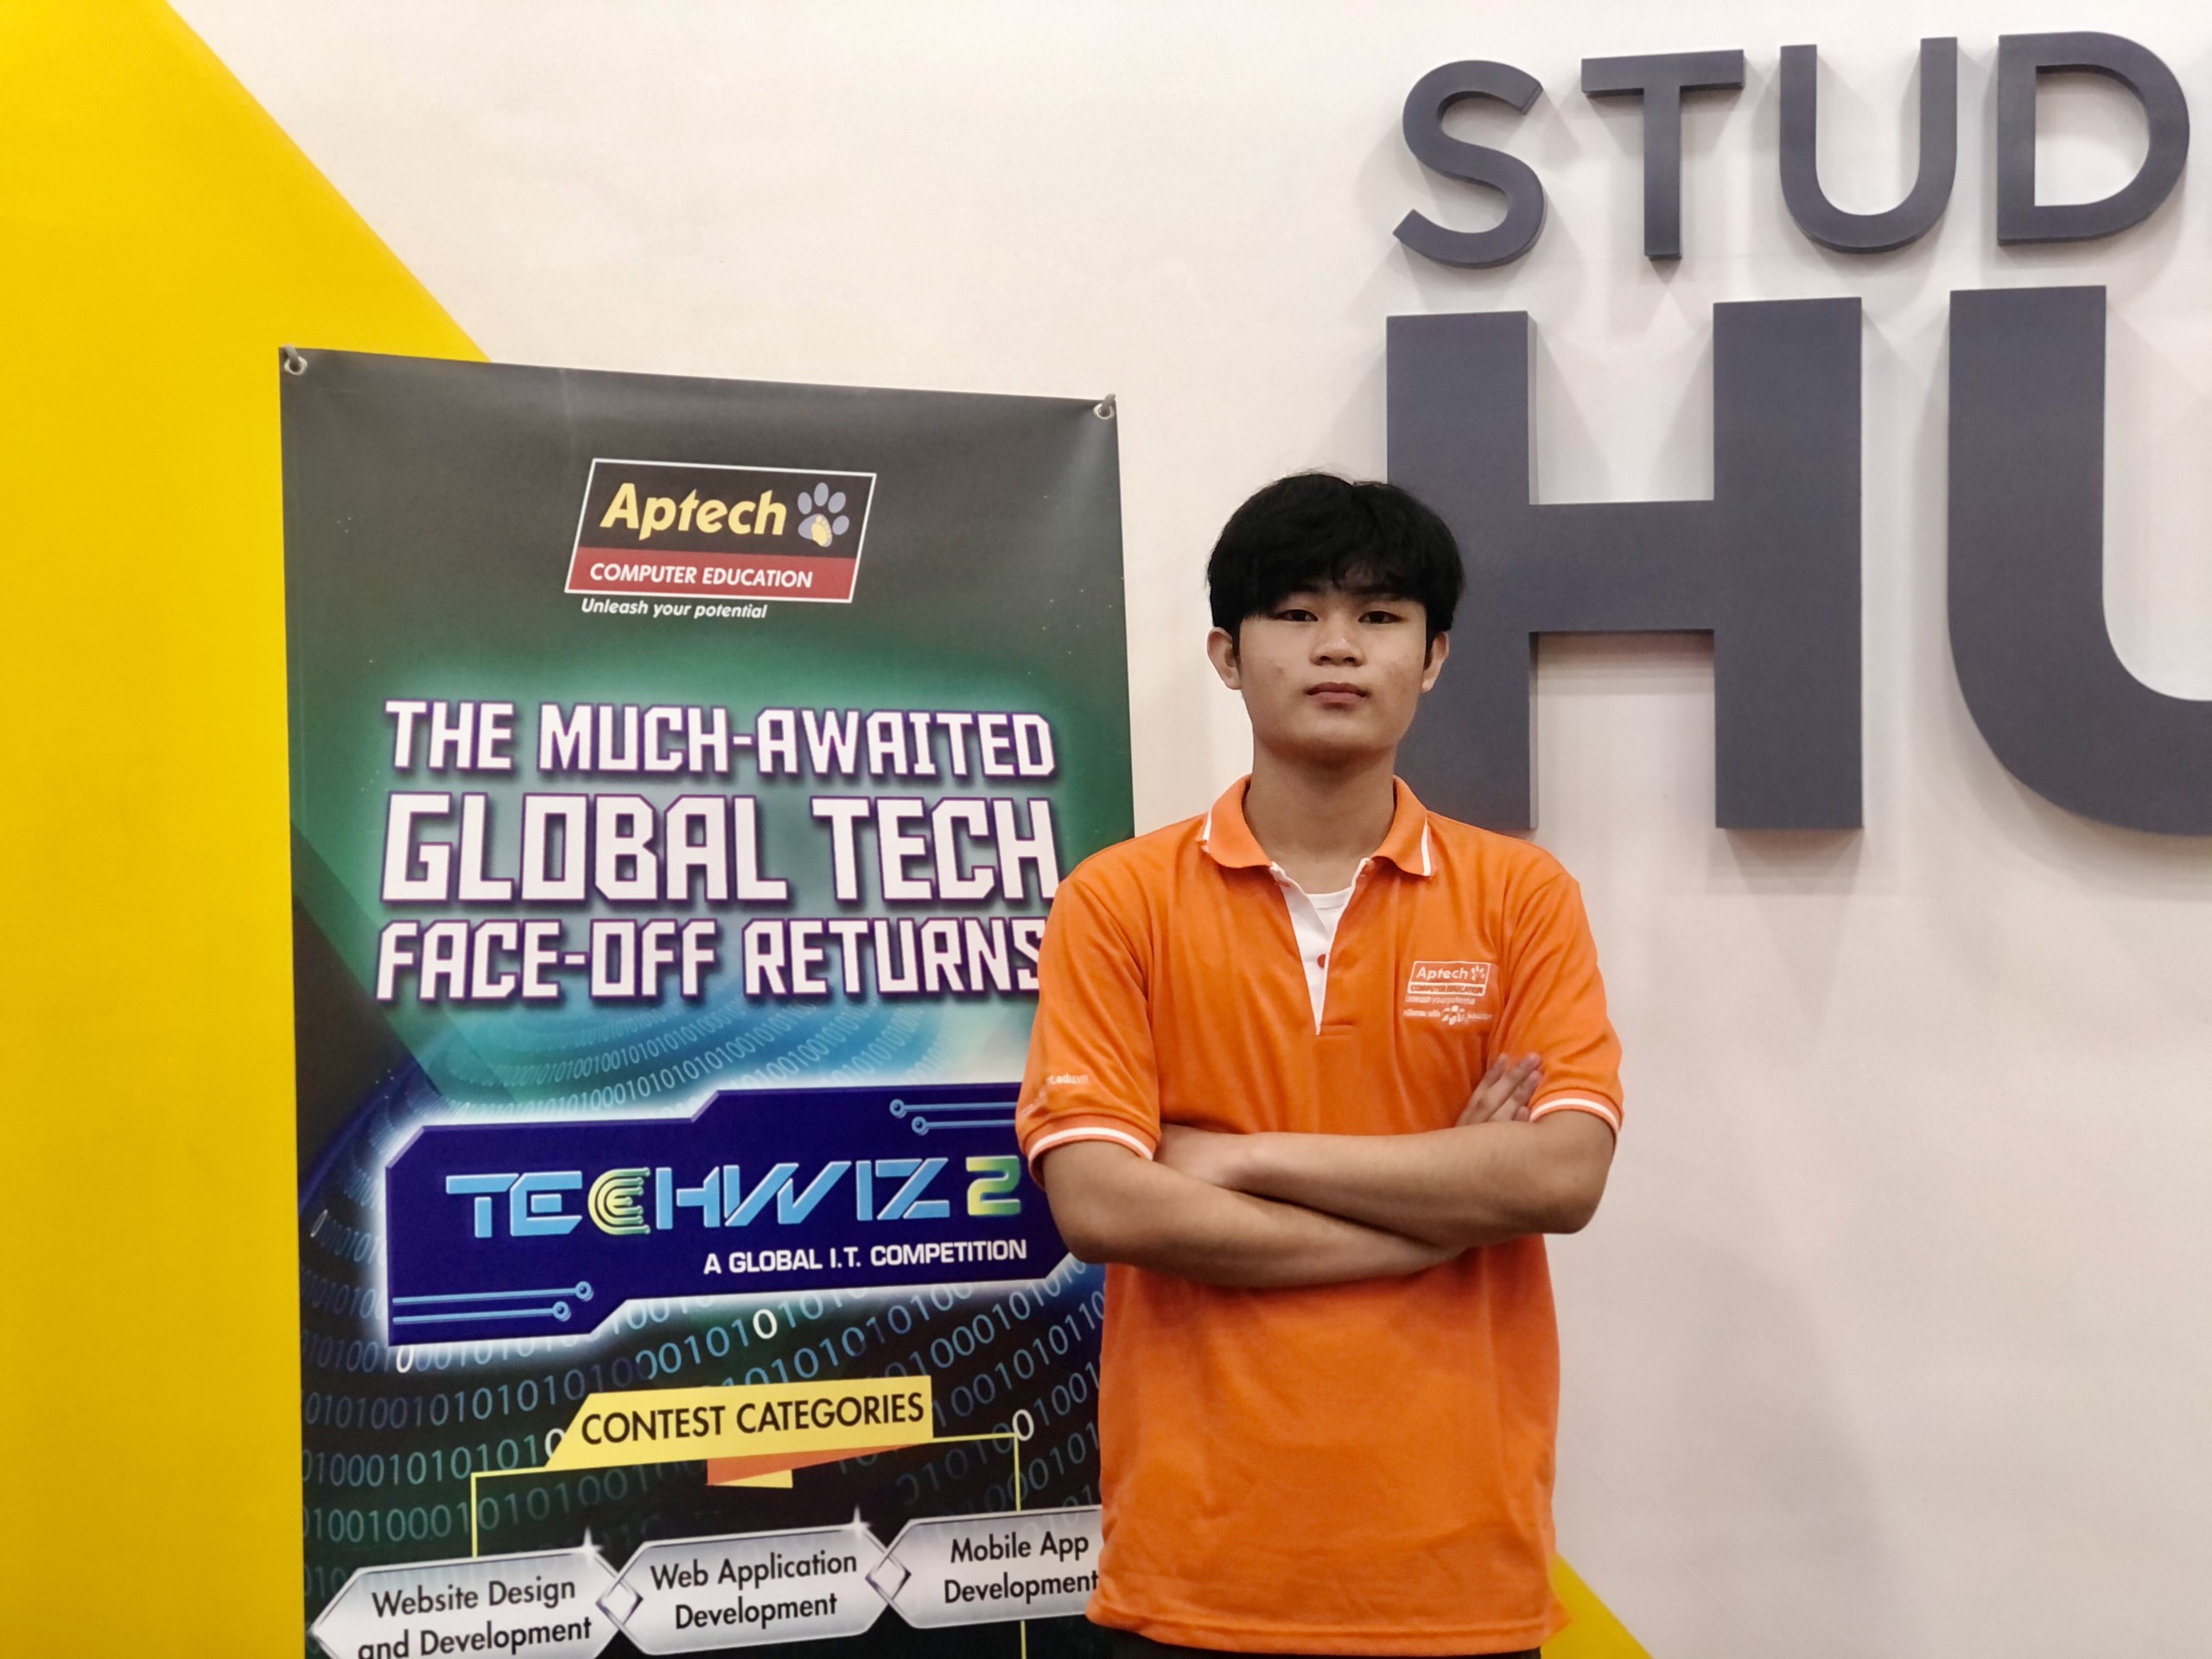 STUD
HU
Aptech
COMPUTER EDUCATION
Unleash your potential
THE MUCH-AWAITED
GLOBAL TECH
FACE-OFF RETURNS
TECHWIZ 2
A GLOBAL I.T. COMPETITION
CONTEST CATEGORIES
Website Design
and Development
Web Application
Development
Mobile App
Development
Aptech
COMPUTER EDUCATION
Unleash your potential